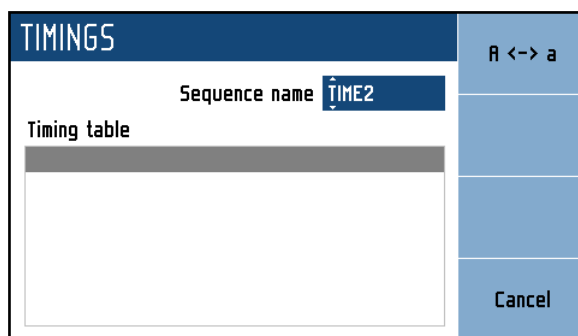 TIMINGS
A <-> a
Sequence name TIME2
Timing table
Cancel